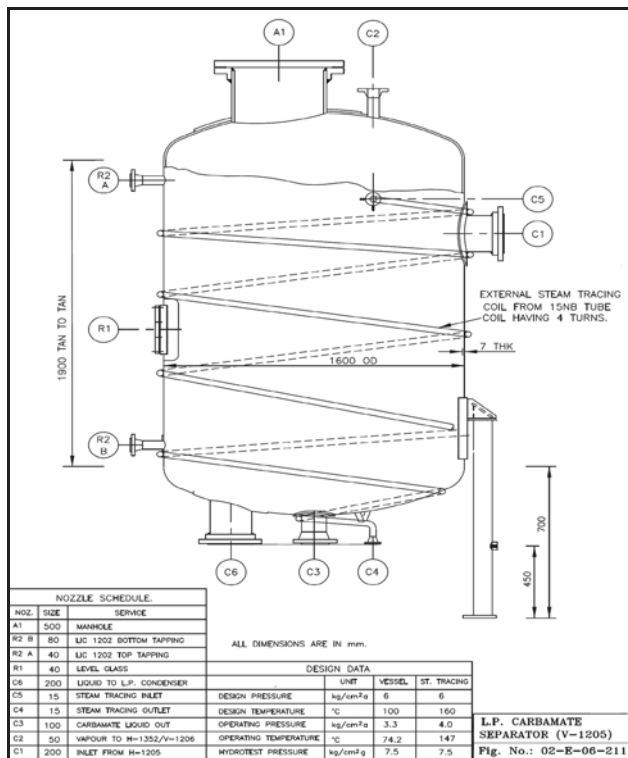 A1
C2
R2 A
C5
C1
EXTERNAL STEAM TRACING
COIL FROM 15NB TUBE
COIL HAVING 4 TURNS.
1900 TAN TO TAN
R1
7 THK
1600 OD
R2 B
700
450
C6
C3
C4
ALL DIMENSIONS ARE IN mm.
NOZZLE SCHEDULE.
NOZ. SIZE SERVICE
A1 500 MANHOLE
R2 B 80 LIC 1202 BOTTOM TAPPING
R2 A 40 LIC 1202 TOP TAPPING
R1 40 LEVEL GLASS
C6 200 LIQUID TO L.P. CONDENSER
C5 15 STEAM TRACING INLET
C4 15 STEAM TRACING OUTLET
C3 100 CARBAMATE LIQUID OUT
C2 50 VAPOUR TO H-1352/V-1206
C1 200 INLET FROM H-1205
DESIGN DATA
UNIT VESSEL ST. TRACING
DESIGN PRESSURE kg/cm²a 6 6
DESIGN TEMPERATURE °C 100 160
OPERATING PRESSURE kg/cm²a 3.3 4.0
OPERATING TEMPERATURE °C 74.2 147
HYDROTEST PRESSURE kg/cm²g 7.5 7.5
L.P. CARBAMATE
SEPARATOR (V-1205)
Fig. No.: 02-E-06-211